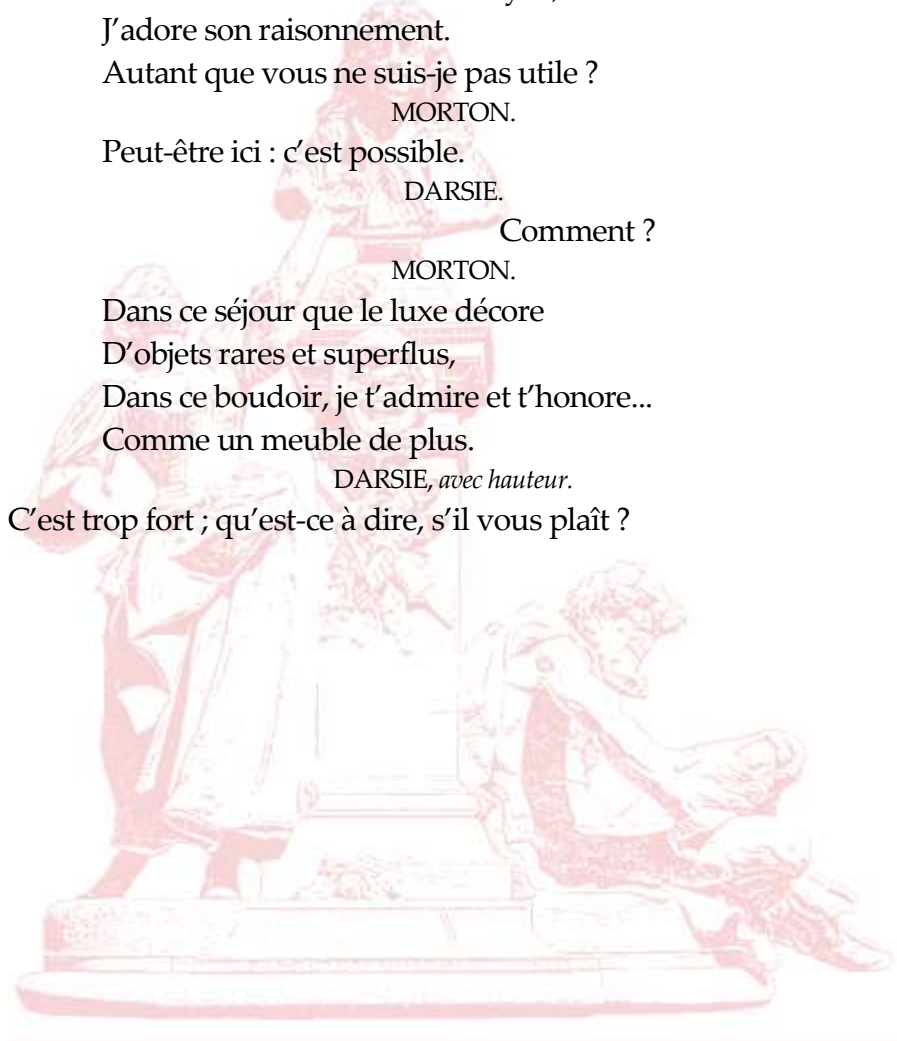 J’adore son raisonnement.
Autant que vous ne suis-je pas utile ?
MORTON.
Peut-être ici : c’est possible.
DARSIE.
Comment ?
MORTON.
Dans ce séjour que le luxe décore
D’objets rares et superflus,
Dans ce boudoir, je t’admire et t’honore...
Comme un meuble de plus.
DARSIE, avec hauteur.
C’est trop fort ; qu’est-ce à dire, s’il vous plaît ?